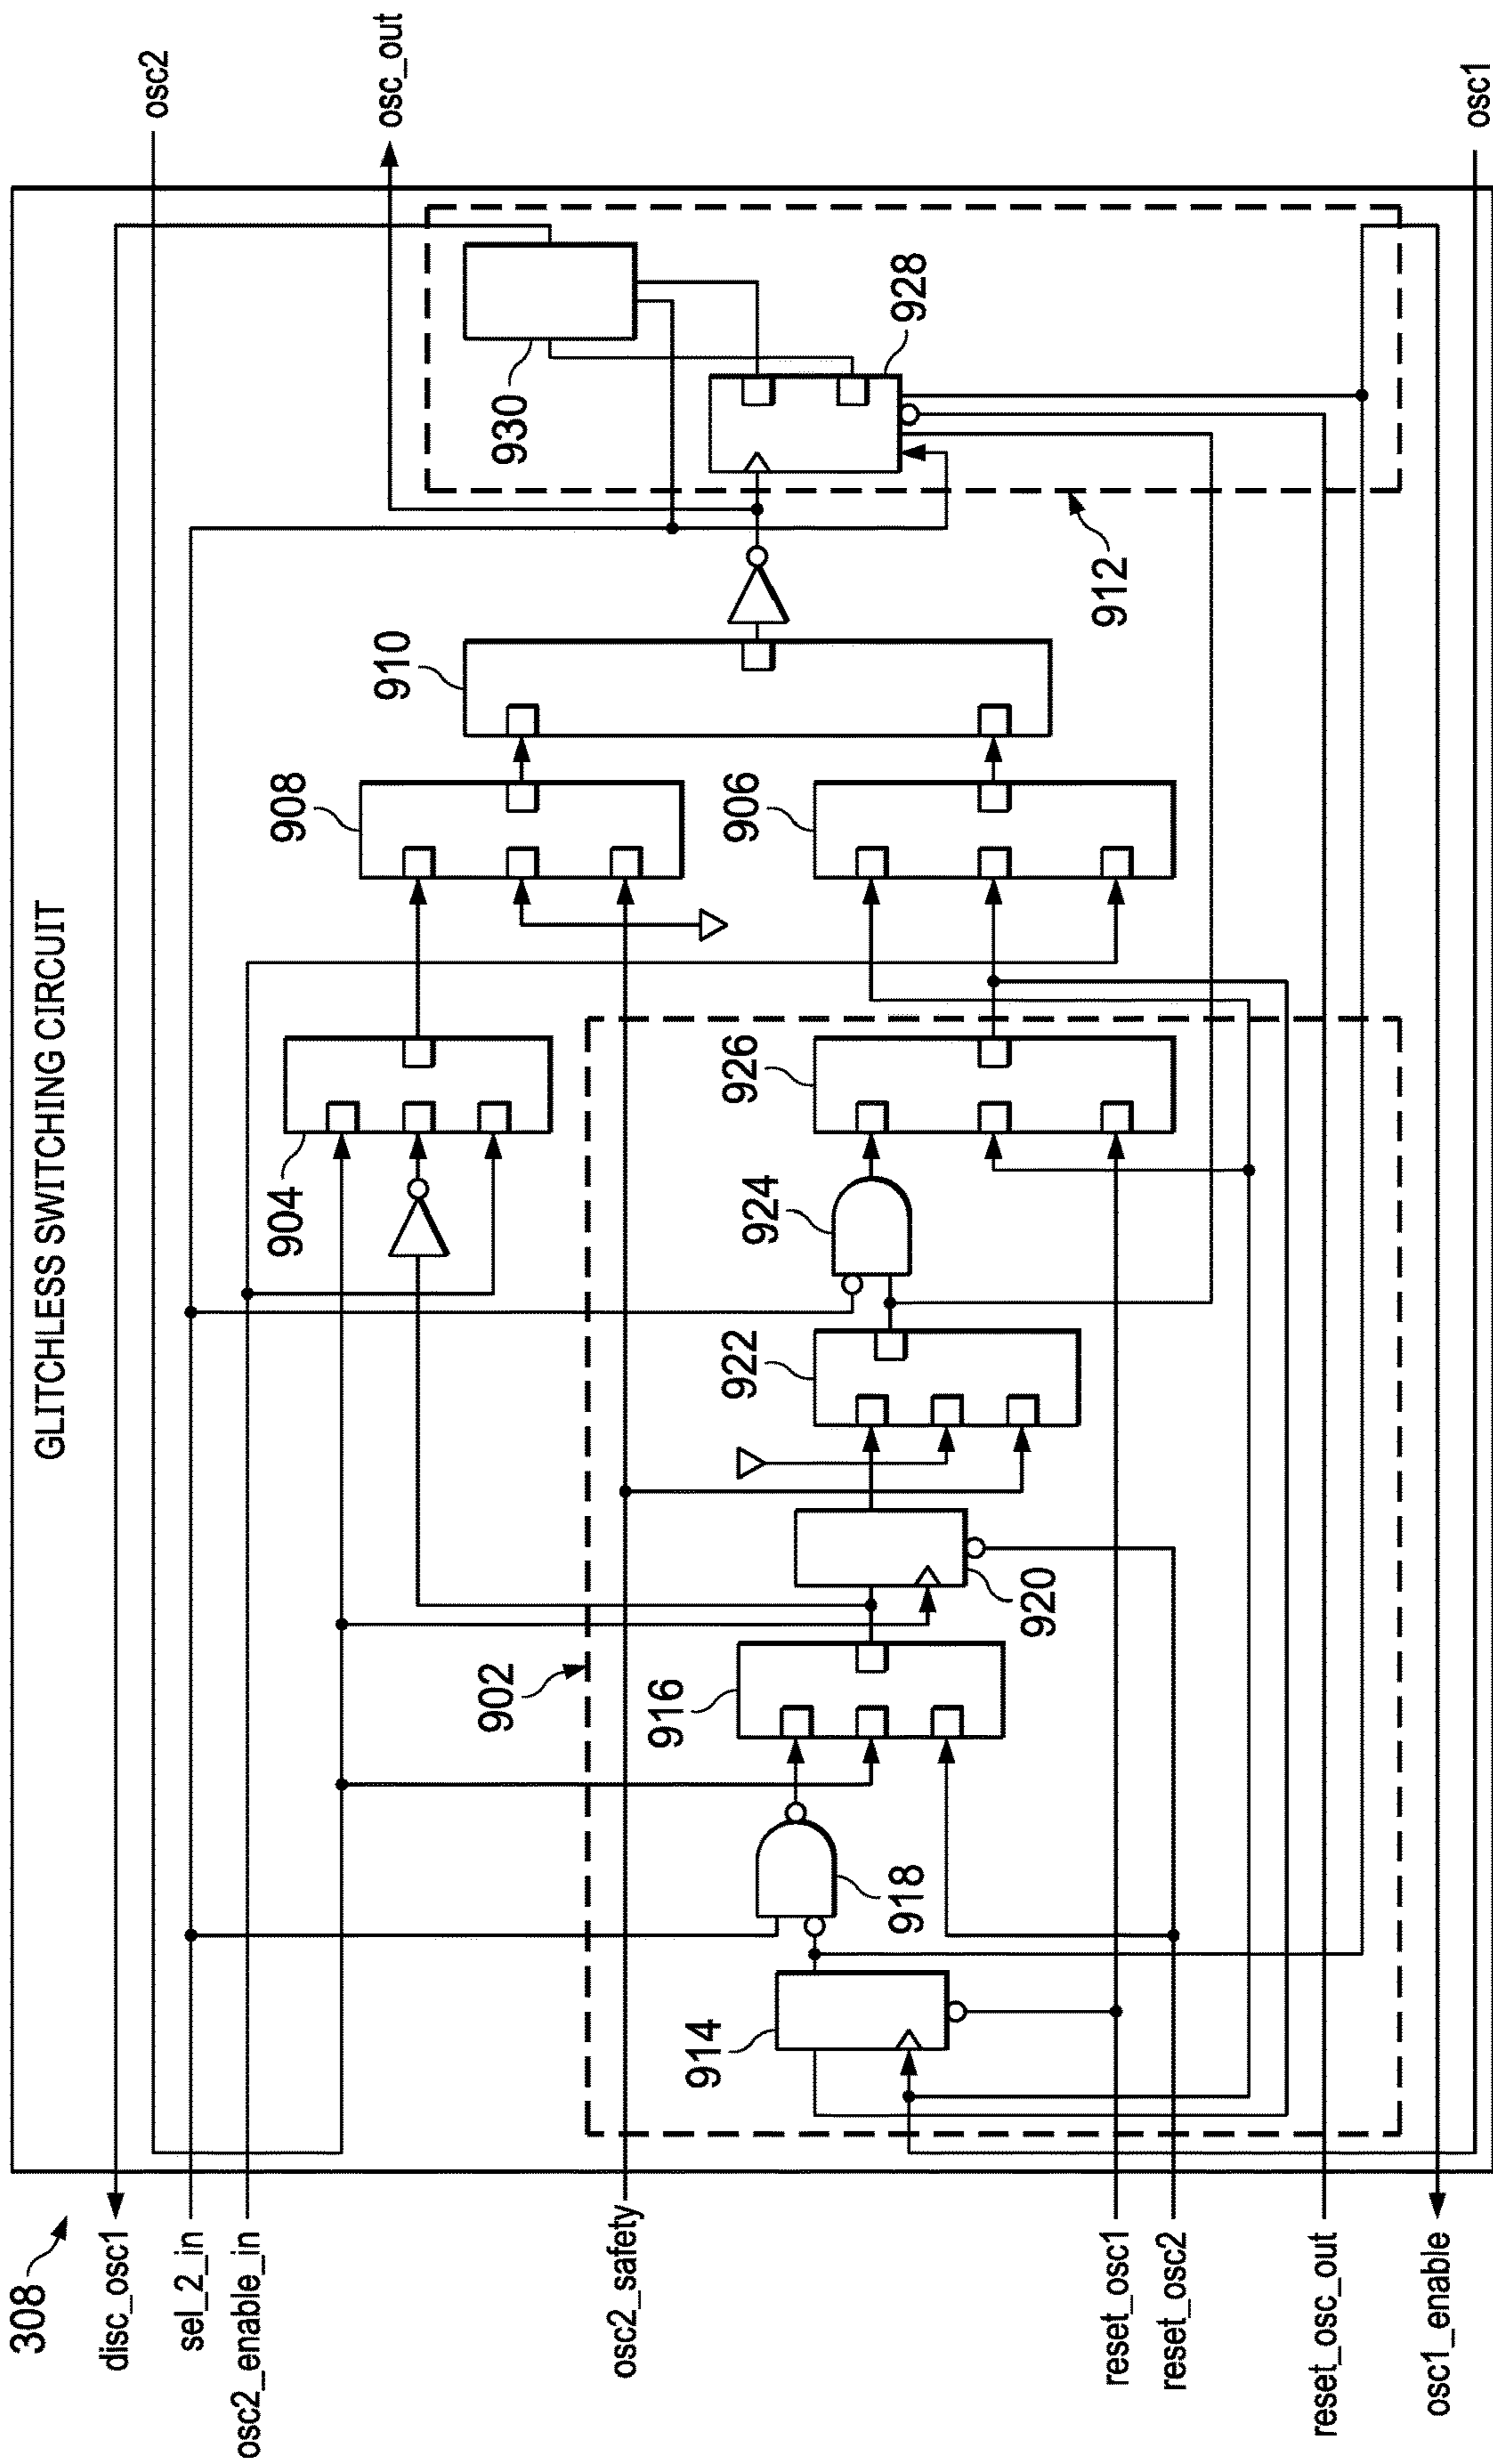 GLITCHLESS SWITCHING CIRCUIT
308
disc_osc1
sel_2_in
osc2_enable_in
osc2_safety
reset_osc1
reset_osc2
reset_osc_out
osc1_enable
osc2
osc_out
osc1
902
904
906
908
910
912
914
916
918
920
922
924
926
928
930